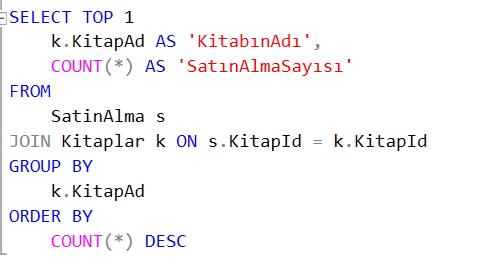 SELECT TOP 1
k.KitapAd AS 'KitabınAdı',
COUNT(*) AS 'SatınAlmaSayısı'
FROM
SatinAlma s
JOIN Kitaplar k ON s.KitapId = k.KitapId
GROUP BY
k.KitapAd
ORDER BY
COUNT(*) DESC